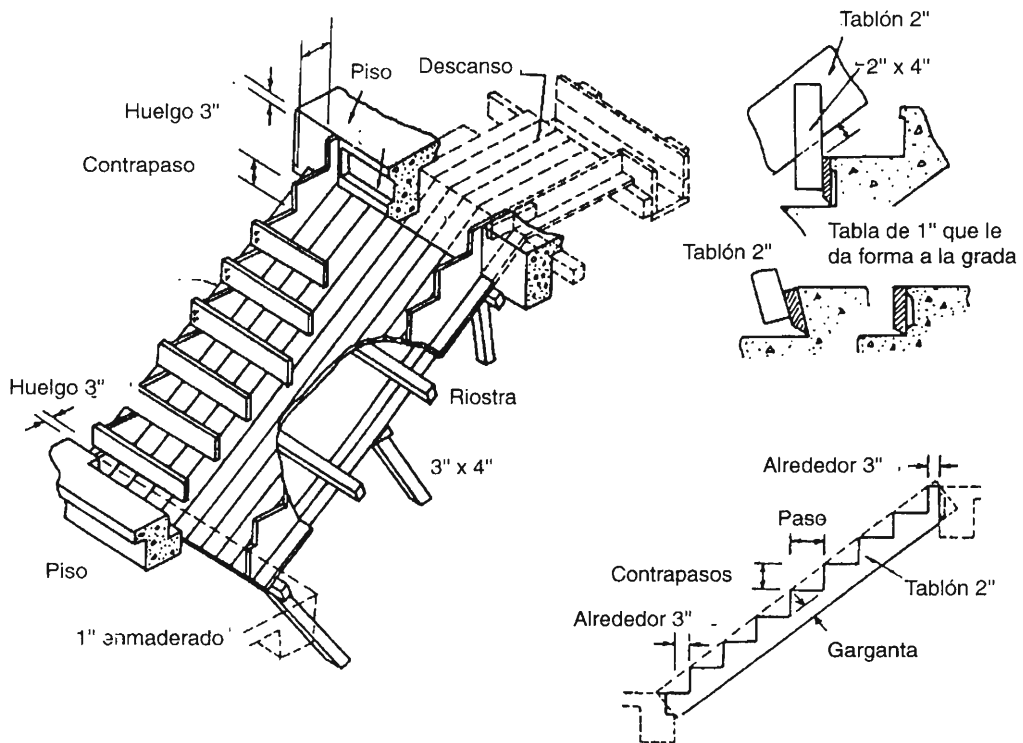 Piso
Descanso
Huelgo 3"
Contrapaso
Huelgo 3"
Riostra
3" x 4"
Piso
1" enmaderado
Tablón 2"
2" x 4"
Tabla de 1" que le
da forma a la grada
Tablón 2"
Alrededor 3"
Paso
Contrapasos
Tablón 2"
Alrededor 3"
Garganta